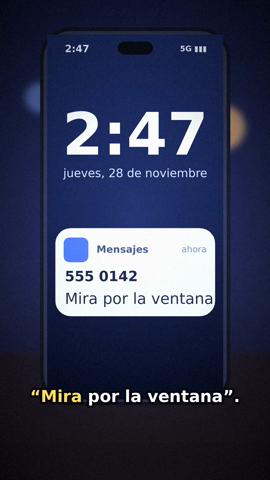 2:47 5G
2:47
jueves, 28 de noviembre
Mensajes ahora
555 0142
Mira por la ventana
“Mira por la ventana”.